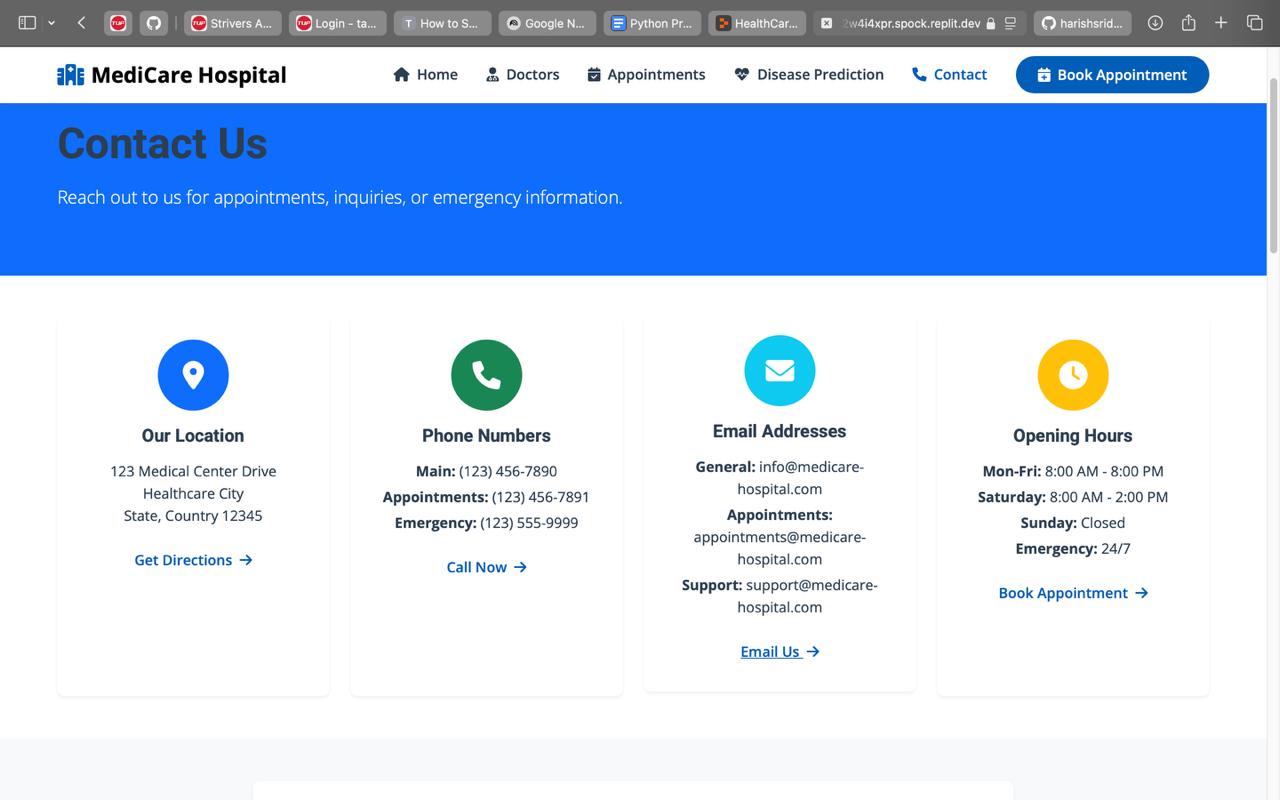 Strivers A...
Login - ta...
T How to S...
Google N...
Python Pr...
HealthCar...
2w4i4xpr.spock.replit.dev
harishsrid...
MediCare Hospital
Home
Doctors
Appointments
Disease Prediction
Contact
Book Appointment
Contact Us
Reach out to us for appointments, inquiries, or emergency information.
Our Location
123 Medical Center Drive
Healthcare City
State, Country 12345
Get Directions
Phone Numbers
Main: (123) 456-7890
Appointments: (123) 456-7891
Emergency: (123) 555-9999
Call Now
Email Addresses
General: info@medicare-
hospital.com
Appointments:
appointments@medicare-
hospital.com
Support: support@medicare-
hospital.com
Email Us
Opening Hours
Mon-Fri: 8:00 AM - 8:00 PM
Saturday: 8:00 AM - 2:00 PM
Sunday: Closed
Emergency: 24/7
Book Appointment